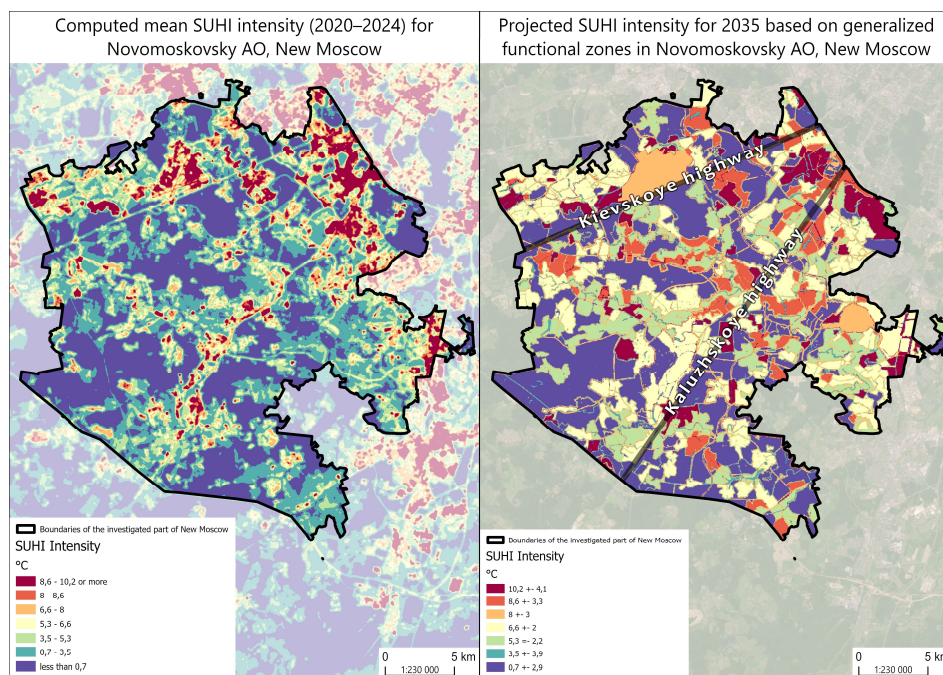 Computed mean SUHI intensity (2020–2024) for
Novomoskovsky AO, New Moscow
Boundaries of the investigated part of New Moscow
SUHI Intensity
°C
8,6 - 10,2 or more
8 8,6
6,6 - 8
5,3 - 6,6
3,5 - 5,3
0,7 - 3,5
less than 0,7
0 5 km
1:230 000
Projected SUHI intensity for 2035 based on generalized
functional zones in Novomoskovsky AO, New Moscow
Kievskoye highway
Kaluzhskoye highway
Doundaries of the investigated part of New Moscow
SUHI Intensity
°C
10,2 +- 4,1
8,6 +- 3,3
8 +- 3
6,6 +- 2
5,3 =- 2,2
3,5 +- 3,9
0,7 +- 2,9
0 5 km
1:230 000